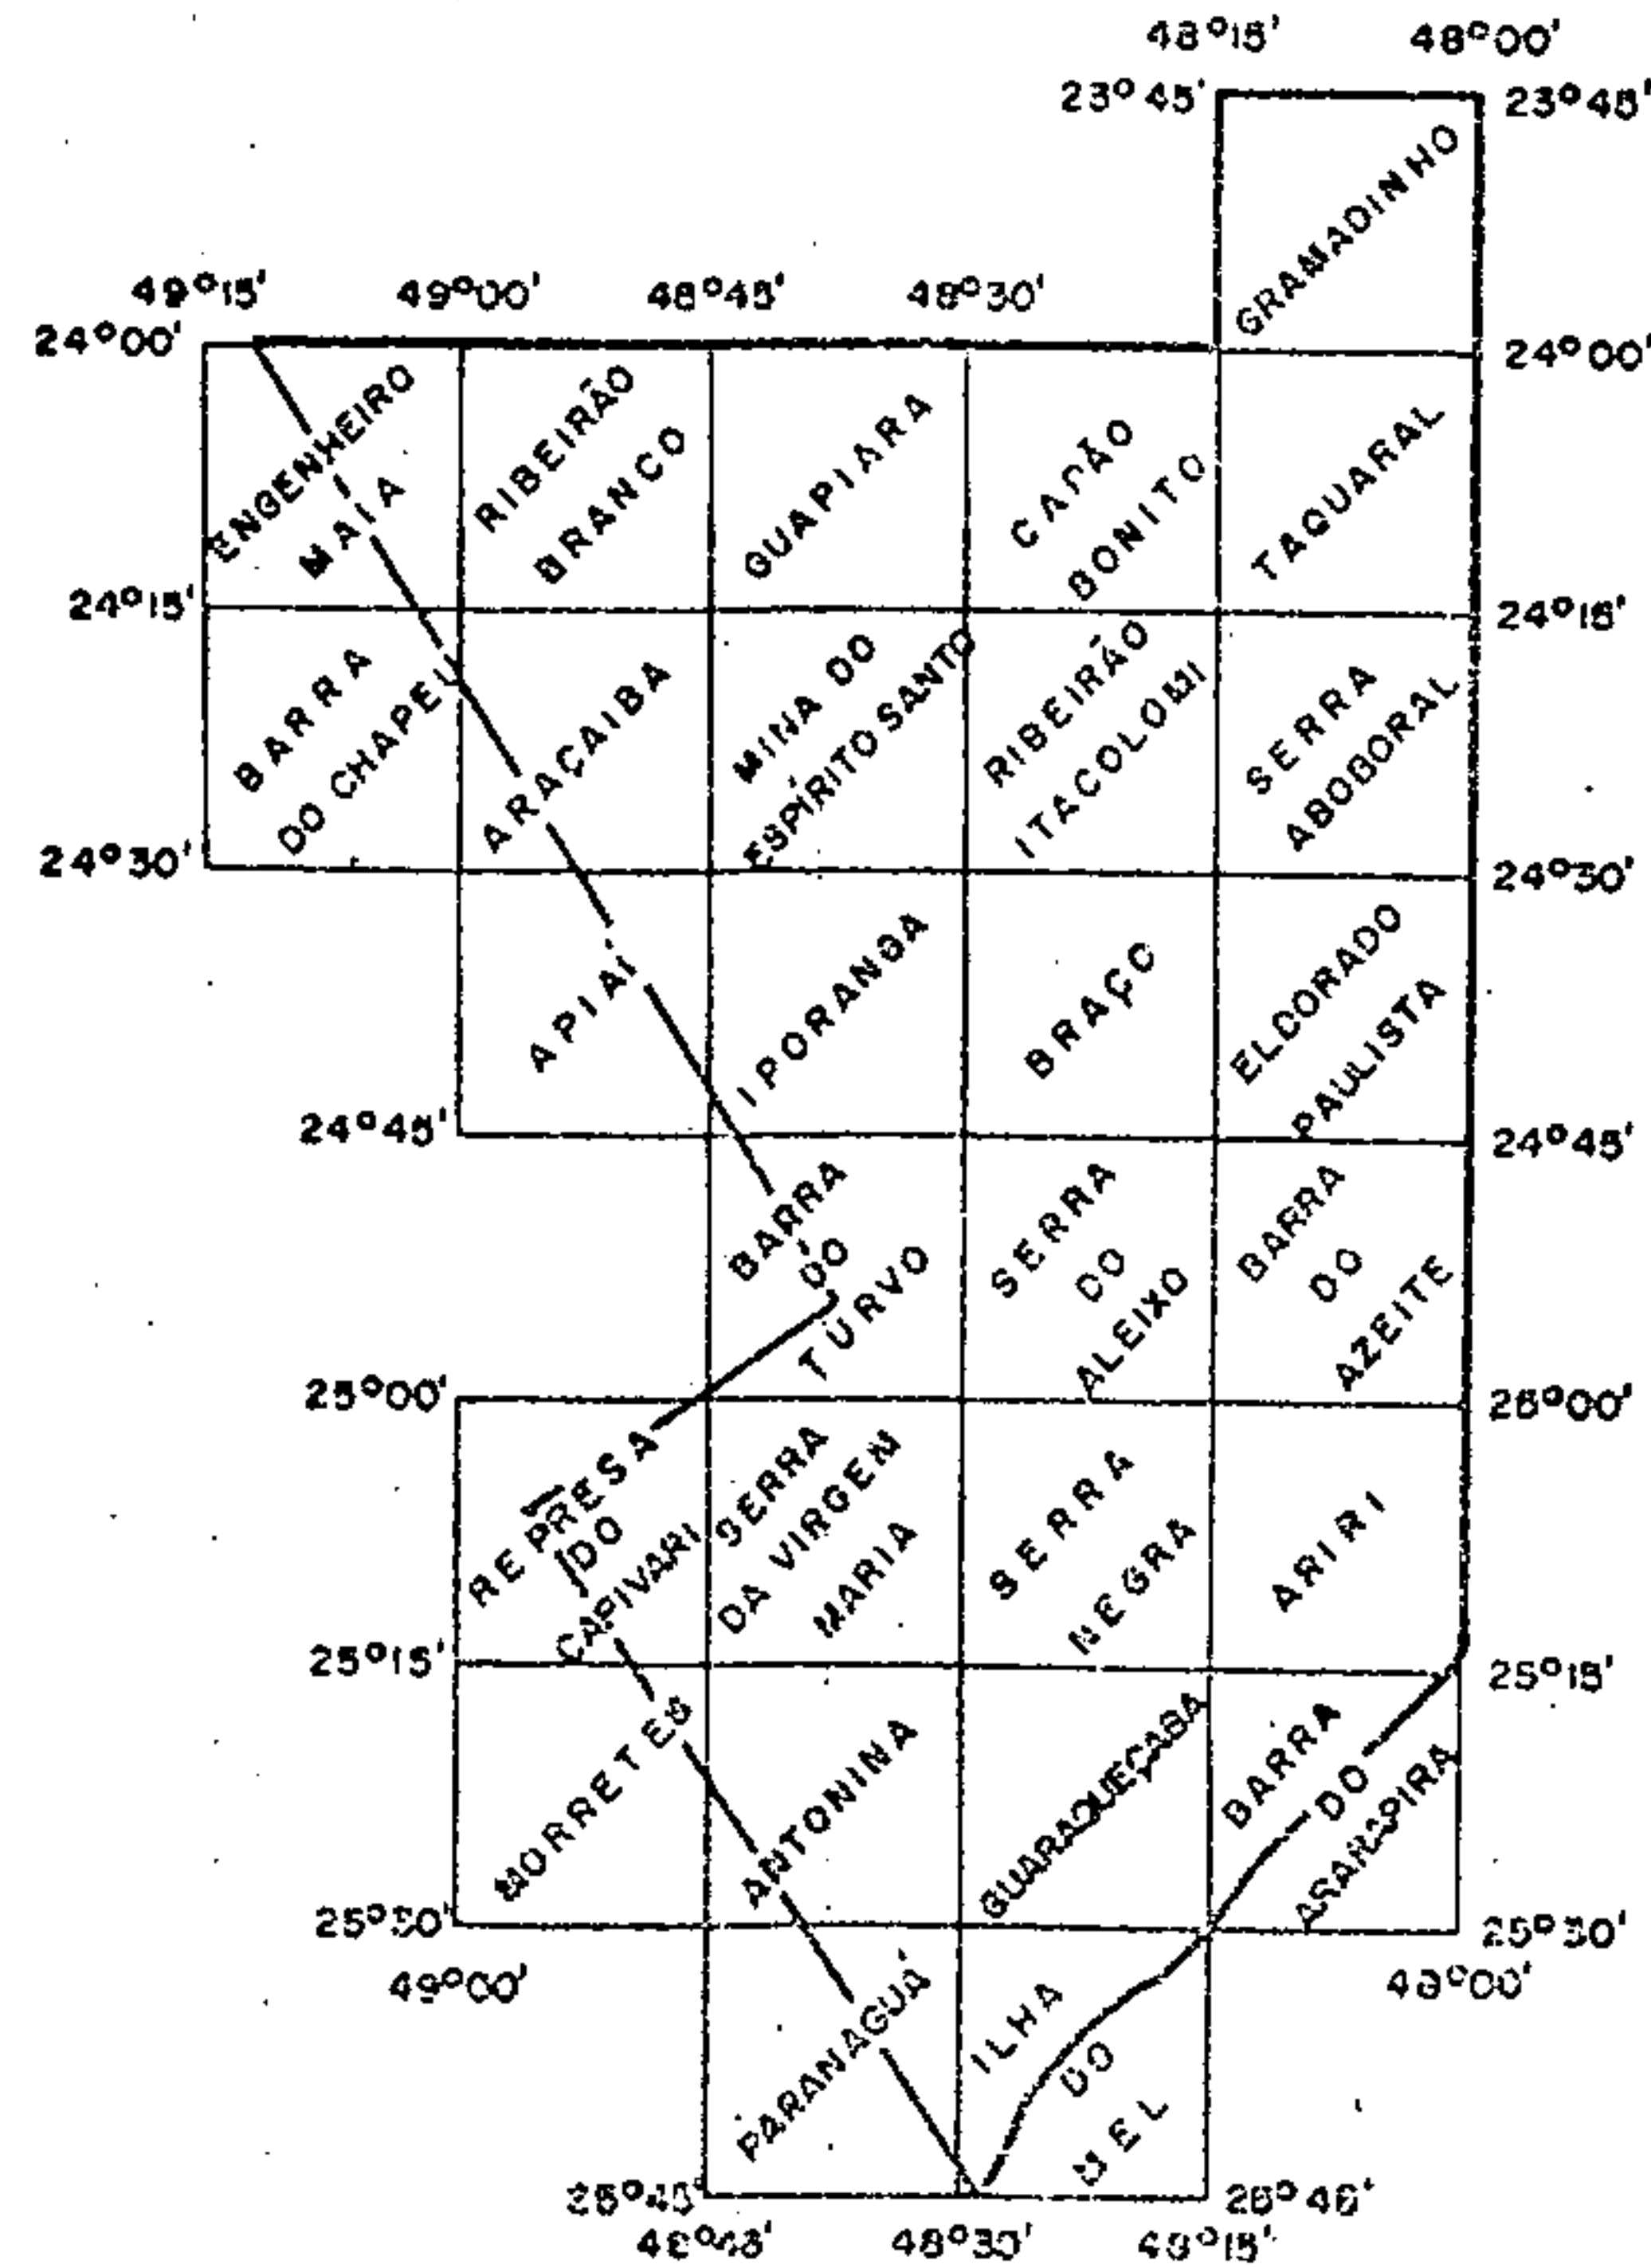 48°15' 48°00'
23°45' 23°45'
GRAMADINHO
49°15' 49°00' 48°45' 48°30'
24°00' 24°00'
ENGENHEIRO
MAIA
RIBEIRÃO
BRANCO
GUAPIARA
CAPÃO
BONITO
TAQUARAL
24°15' 24°15'
BARRA
DO CHAPEU
ARAÇAIBA
MINA DO
ESPÍRITO SANTO
RIBEIRÃO
ITACOLOMI
SERRA
ABOBORAL
24°30' 24°30'
APIAÍ
IPORANGA
BRAÇO
ELDORADO
PAULISTA
24°45' 24°45'
BARRA
DO
TURVO
SERRA
DO
ALEIXO
BARRA
DO
AZEITE
25°00' 25°00'
REPRESA
DO
CAPIVARI
SERRA
DA VIRGEN
MARIA
SERRA
NEGRA
ARIRI
25°15' 25°15'
MORRETES
ANTONINA
GUARAQUEÇABA
BARRA
DO
ARARAPIRA
25°30' 25°30'
49°00' 48°00'
PARANAGUÁ
ILHA
DO
MEL
25°45' 25°45'
48°45' 48°30' 48°15'